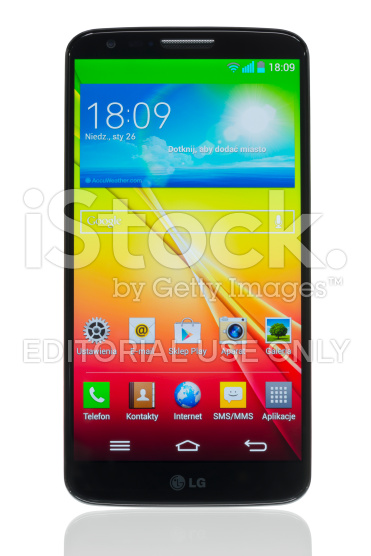 18:09
18:09
Niedz., sty 26
Dotknij, aby dodać miasto
AccuWeather.com
iStock.
Google
by Getty Images™
Ustawienia E-mail Sklep Play Aparat Galeria
EDITORIAL USE ONLY
Telefon Kontakty Internet SMS/MMS Aplikacje
LG